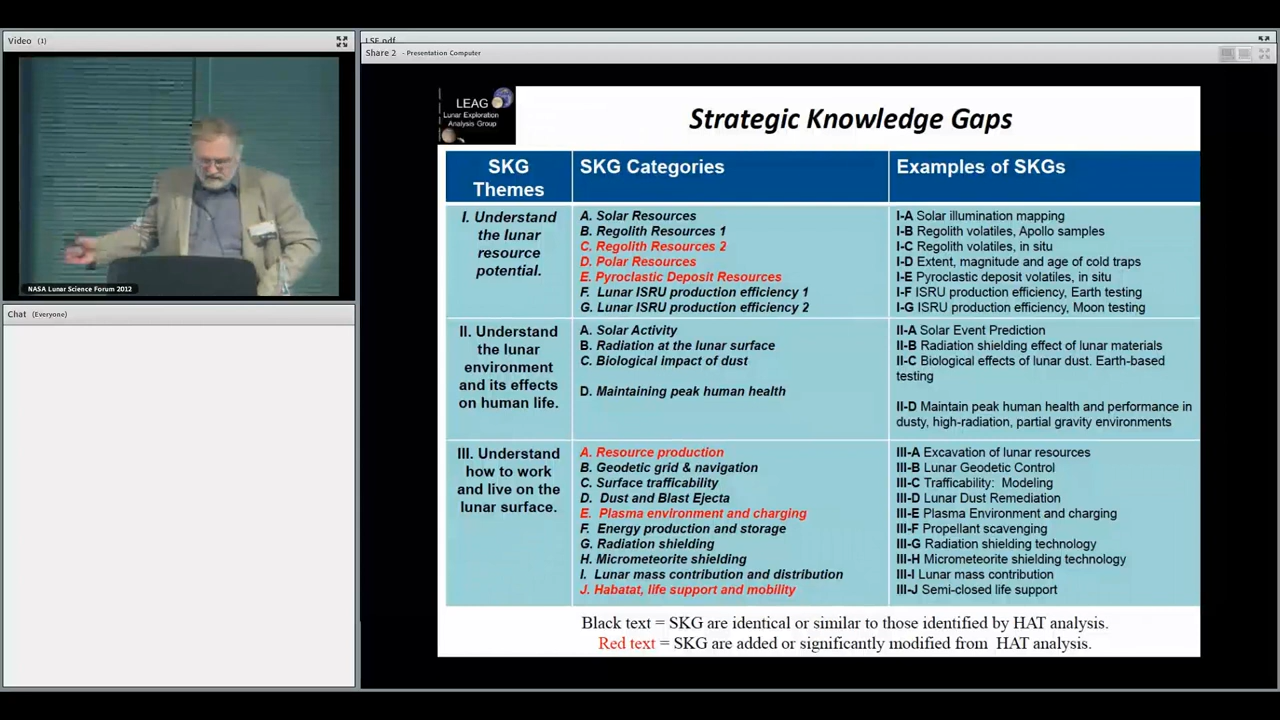 Video (1)
NASA Lunar Science Forum 2012
Chat (Everyone)
LSF.pdf
Share 2 - Presentation Computer
LEAG
Lunar Exploration
Analysis Group
Strategic Knowledge Gaps
SKG
Themes
SKG Categories
Examples of SKGs
I. Understand
the lunar
resource
potential.
A. Solar Resources
B. Regolith Resources 1
C. Regolith Resources 2
D. Polar Resources
E. Pyroclastic Deposit Resources
F. Lunar ISRU production efficiency 1
G. Lunar ISRU production efficiency 2
I-A Solar illumination mapping
I-B Regolith volatiles, Apollo samples
I-C Regolith volatiles, in situ
I-D Extent, magnitude and age of cold traps
I-E Pyroclastic deposit volatiles, in situ
I-F ISRU production efficiency, Earth testing
I-G ISRU production efficiency, Moon testing
II. Understand
the lunar
environment
and its effects
on human life.
A. Solar Activity
B. Radiation at the lunar surface
C. Biological impact of dust
D. Maintaining peak human health
II-A Solar Event Prediction
II-B Radiation shielding effect of lunar materials
II-C Biological effects of lunar dust. Earth-based
testing
II-D Maintain peak human health and performance in
dusty, high-radiation, partial gravity environments
III. Understand
how to work
and live on the
lunar surface.
A. Resource production
B. Geodetic grid & navigation
C. Surface trafficability
D. Dust and Blast Ejecta
E. Plasma environment and charging
F. Energy production and storage
G. Radiation shielding
H. Micrometeorite shielding
I. Lunar mass contribution and distribution
J. Habatat, life support and mobility
III-A Excavation of lunar resources
III-B Lunar Geodetic Control
III-C Trafficability: Modeling
III-D Lunar Dust Remediation
III-E Plasma Environment and charging
III-F Propellant scavenging
III-G Radiation shielding technology
III-H Micrometeorite shielding technology
III-I Lunar mass contribution
III-J Semi-closed life support
Black text = SKG are identical or similar to those identified by HAT analysis.
Red text = SKG are added or significantly modified from HAT analysis.